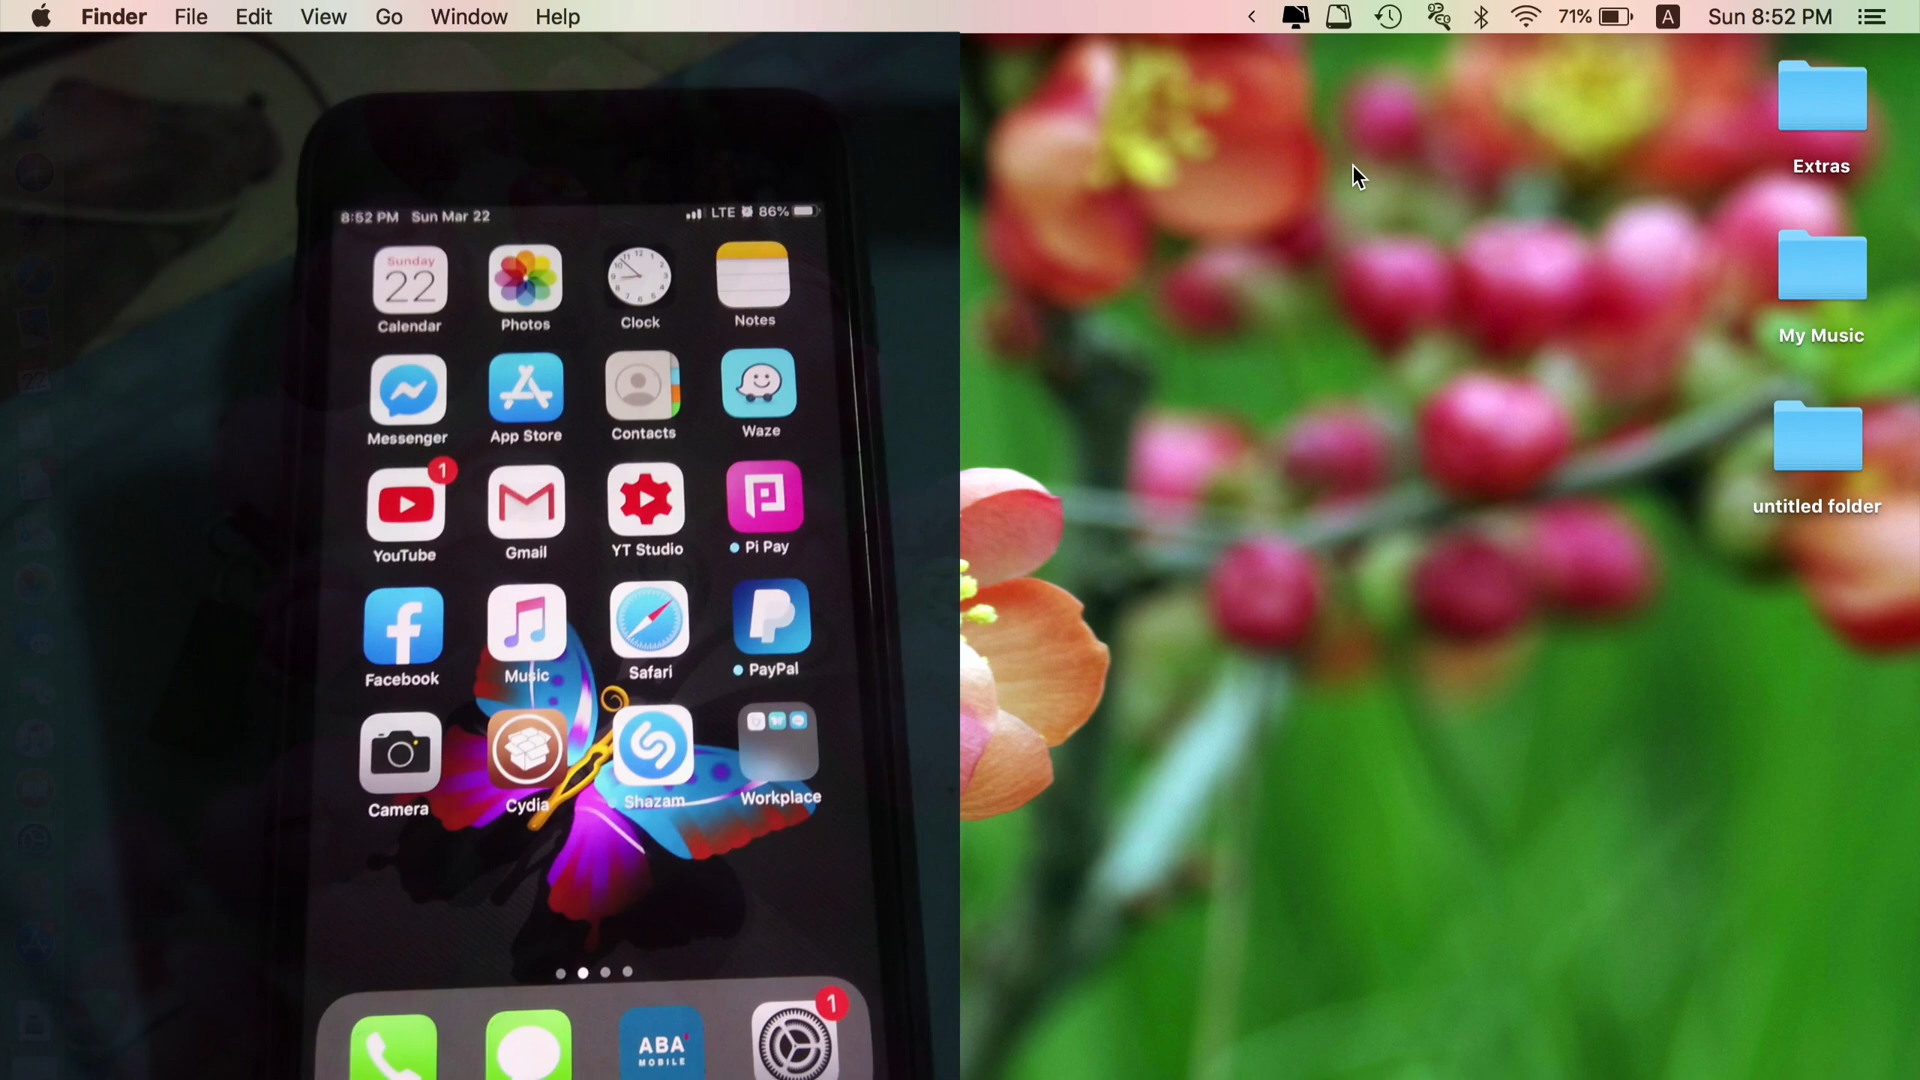 Finder File Edit View Go Window Help
71% A Sun 8:52 PM
8:52 PM Sun Mar 22
LTE 86%
Sunday
22
Calendar
Photos
Clock
Notes
Messenger
App Store
Contacts
Waze
1
YouTube
Gmail
YT Studio
Pi Pay
Facebook
Music
Safari
PayPal
Camera
Cydia
Shazam
Workplace
ABA'
MOBILE
1
Extras
My Music
untitled folder